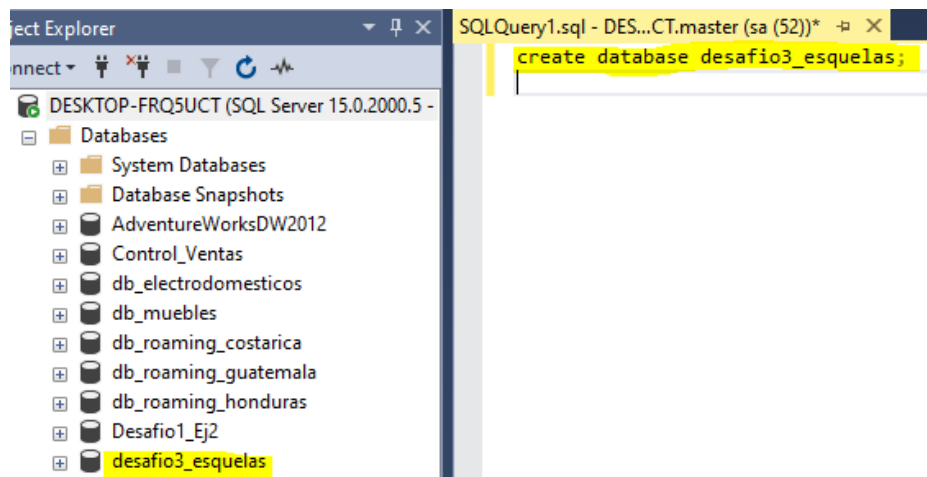 ject Explorer
SQLQuery1.sql - DES...CT.master (sa (52))*
onnect
create database desafio3_esquelas;
DESKTOP-FRQ5UCT (SQL Server 15.0.2000.5 -
Databases
System Databases
Database Snapshots
AdventureWorksDW2012
Control_Ventas
db_electrodomesticos
db_muebles
db_roaming_costarica
db_roaming_guatemala
db_roaming_honduras
Desafio1_Ej2
desafio3_esquelas